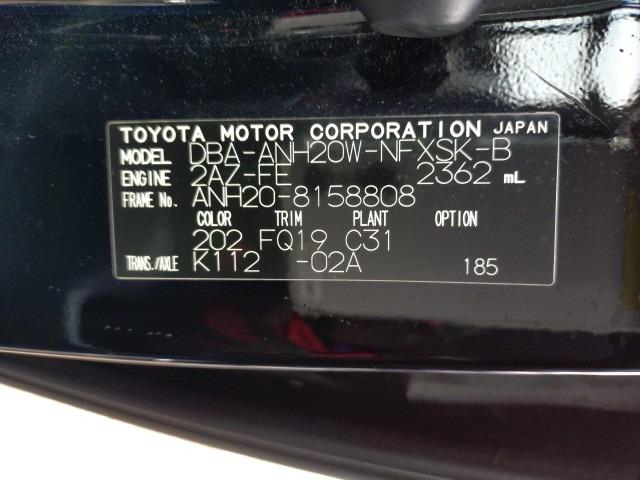 TOYOTA MOTOR CORPORATION JAPAN
MODEL DBA-ANH20W-NFXSK-B
ENGINE 2AZ-FE 2362 mL
FRAME No. ANH20-8158808
COLOR TRIM PLANT OPTION
202 FQ19 C31
TRANS./AXLE K112 -02A 185